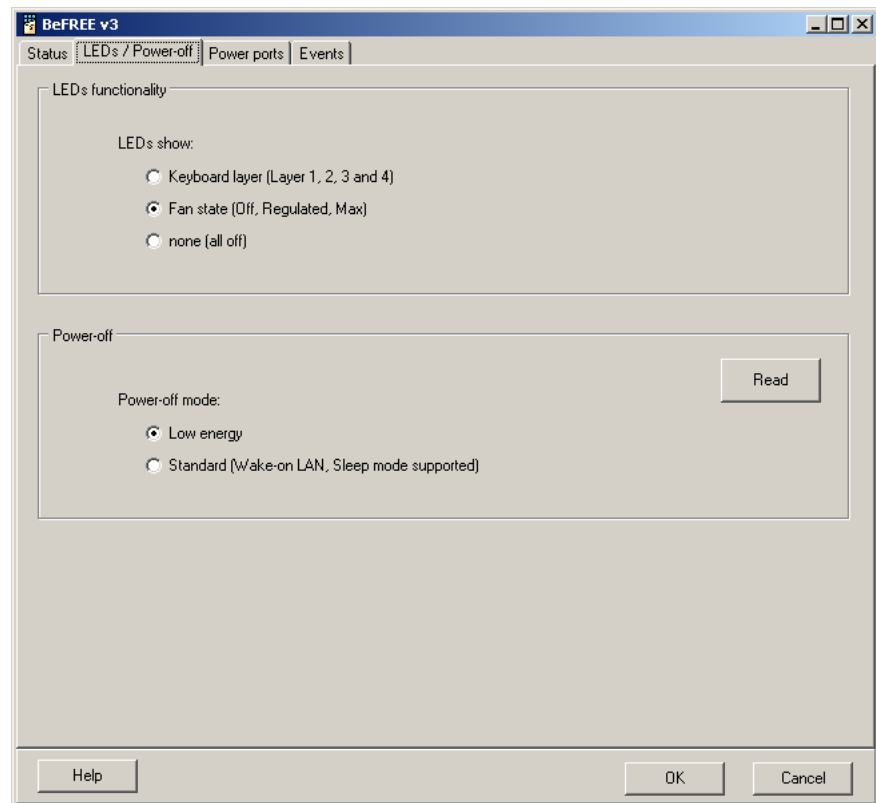 BeFREE v3
Status LEDs / Power-off Power ports Events
LEDs functionality
LEDs show:
Keyboard layer (Layer 1, 2, 3 and 4)
Fan state (Off, Regulated, Max)
none (all off)
Power-off
Read
Power-off mode:
Low energy
Standard (Wake-on LAN, Sleep mode supported)
Help OK Cancel